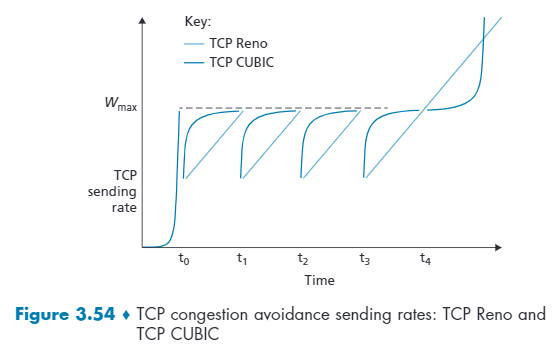 Key:
TCP Reno
TCP CUBIC
Wmax
TCP
sending
rate
t0 t1 t2 t3 t4
Time
Figure 3.54 ♦ TCP congestion avoidance sending rates: TCP Reno and
TCP CUBIC